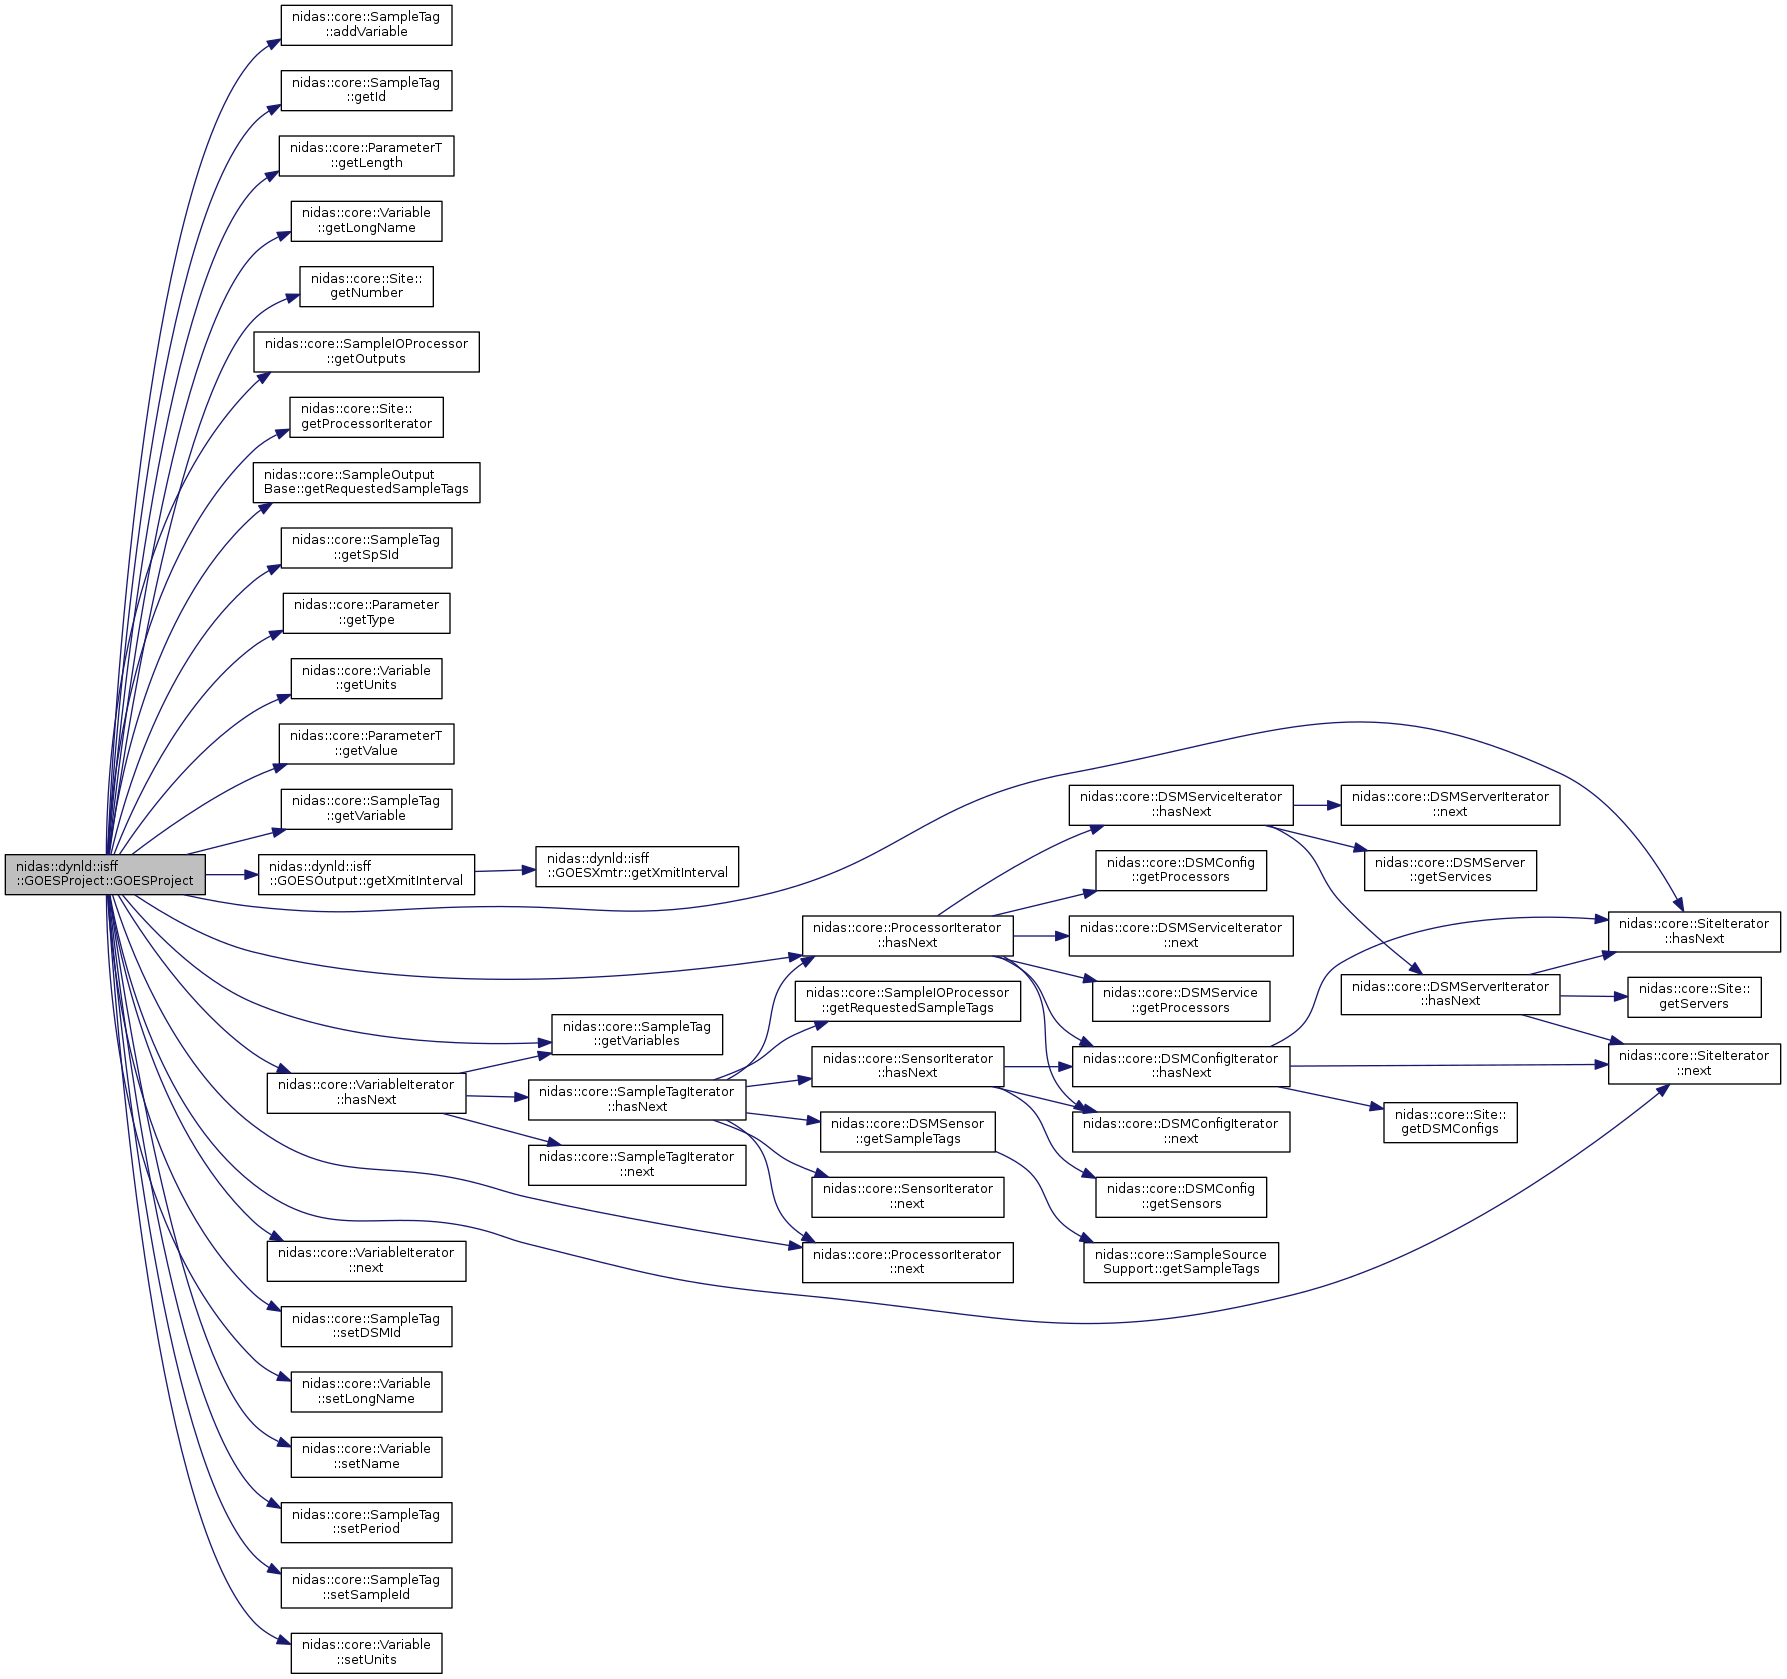 nidas::core::SampleTag
::addVariable
nidas::core::SampleTag
::getId
nidas::core::ParameterT
::getLength
nidas::core::Variable
::getLongName
nidas::core::Site::
getNumber
nidas::core::SampleIOProcessor
::getOutputs
nidas::core::Site::
getProcessorIterator
nidas::core::SampleOutput
Base::getRequestedSampleTags
nidas::core::SampleTag
::getSpSId
nidas::core::Parameter
::getType
nidas::core::Variable
::getUnits
nidas::core::ParameterT
::getValue
nidas::core::SampleTag
::getVariable
nidas::dynld::isff
::GOESProject::GOESProject
nidas::dynld::isff
::GOESOutput::getXmitInterval
nidas::dynld::isff
::GOESXmtr::getXmitInterval
nidas::core::DSMServiceIterator
::hasNext
nidas::core::DSMServerIterator
::next
nidas::core::DSMConfig
::getProcessors
nidas::core::DSMServer
::getServices
nidas::core::ProcessorIterator
::hasNext
nidas::core::DSMServiceIterator
::next
nidas::core::SiteIterator
::hasNext
nidas::core::SampleIOProcessor
::getRequestedSampleTags
nidas::core::DSMService
::getProcessors
nidas::core::DSMServerIterator
::hasNext
nidas::core::Site::
getServers
nidas::core::SampleTag
::getVariables
nidas::core::SensorIterator
::hasNext
nidas::core::DSMConfigIterator
::hasNext
nidas::core::SiteIterator
::next
nidas::core::VariableIterator
::hasNext
nidas::core::SampleTagIterator
::hasNext
nidas::core::DSMSensor
::getSampleTags
nidas::core::DSMConfigIterator
::next
nidas::core::Site::
getDSMConfigs
nidas::core::SampleTagIterator
::next
nidas::core::SensorIterator
::next
nidas::core::DSMConfig
::getSensors
nidas::core::VariableIterator
::next
nidas::core::ProcessorIterator
::next
nidas::core::SampleSource
Support::getSampleTags
nidas::core::SampleTag
::setDSMId
nidas::core::Variable
::setLongName
nidas::core::Variable
::setName
nidas::core::SampleTag
::setPeriod
nidas::core::SampleTag
::setSampleId
nidas::core::Variable
::setUnits